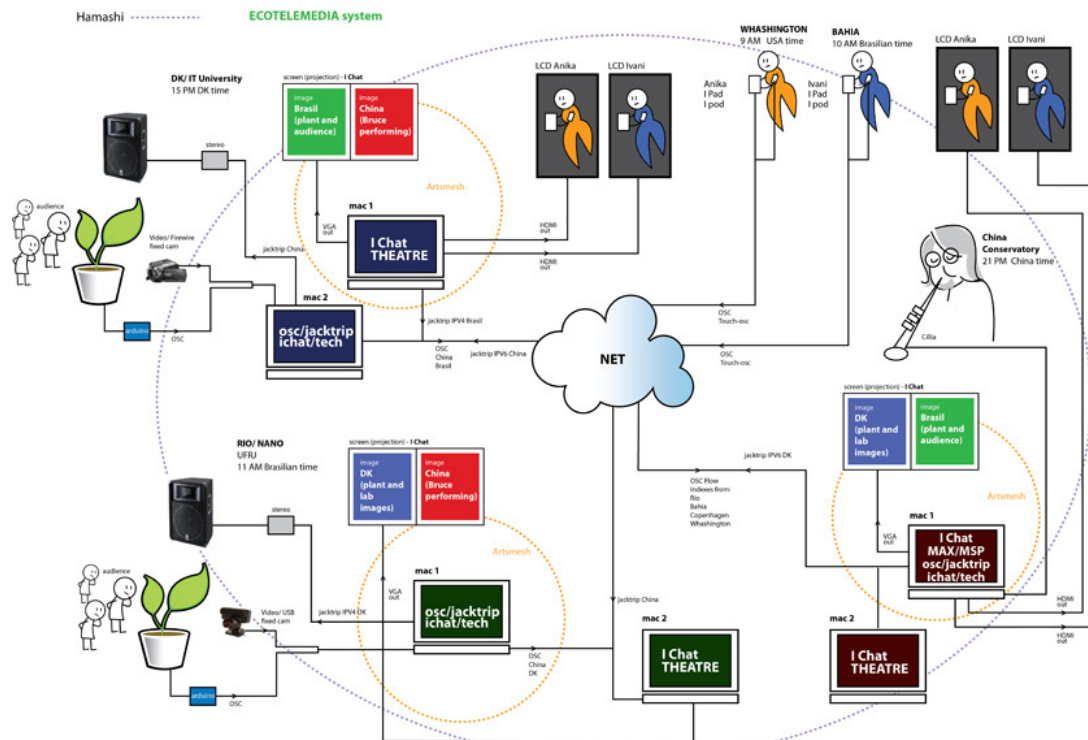 Hamashi
ECOTELEMEDIA system
DK/ IT University
15 PM DK time
screen (projection) - I Chat
image
Brasil
(plant and
audience)
image
China
(Bruce
performing)
LCD Anika
LCD Ivani
WHASHINGTON
9 AM   USA time
BAHIA
10 AM Brasilian time
Anika
I Pad
I pod
Ivani
I Pad
I pod
LCD Anika
LCD Ivani
stereo
Artsmesh
audience
Video/ Firewire
fixed cam
jacktrip China
VGA
out
mac 1
I Chat
THEATRE
HDMI
out
HDMI
out
China
Conservatory
21 PM  China time
arduino
OSC
mac 2
osc/jacktrip
ichat/tech
jacktrip IPV4 Brasil
OSC
China
Brasil
jacktrip IPV6 China
NET
OSC
Touch-osc
OSC
Touch-osc
Cillia
RIO/ NANO
UFRJ
11 AM Brasilian time
screen (projection) - I Chat
image
DK
(plant and
lab
images)
image
China
(Bruce
performing)
screen (projection) - I Chat
image
DK
(plant and
lab
images)
image
Brasil
(plant and
audience)
jacktrip IPV6 DK
OSC Flow
Indexes from:
Rio
Bahia
Copenhagen
Whashington
stereo
Artsmesh
Artsmesh
audience
Video/ USB
fixed cam
jacktrip IPV4 DK
VGA
out
mac 1
osc/jacktrip
ichat/tech
OSC
China
DK
arduino
OSC
jacktrip China
mac 2
I Chat
THEATRE
VGA
out
mac 1
I Chat
MAX/MSP
osc/jacktrip
ichat/tech
HDMI
out
HDMI
out
mac 2
I Chat
THEATRE